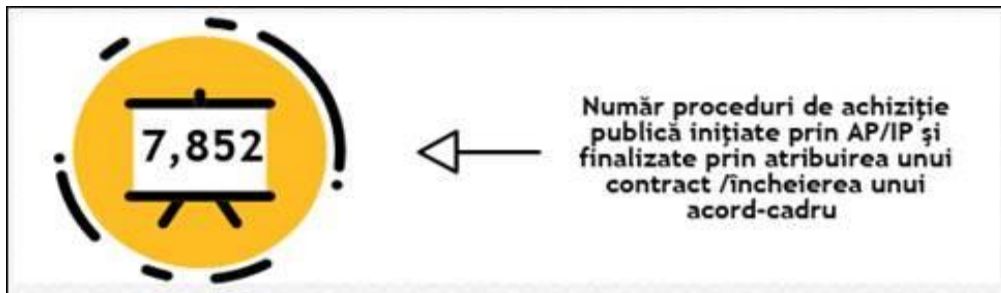 7,852
Număr proceduri de achiziție
publică inițiate prin AP/IP și
finalizate prin atribuirea unui
contract /încheierea unui
acord-cadru